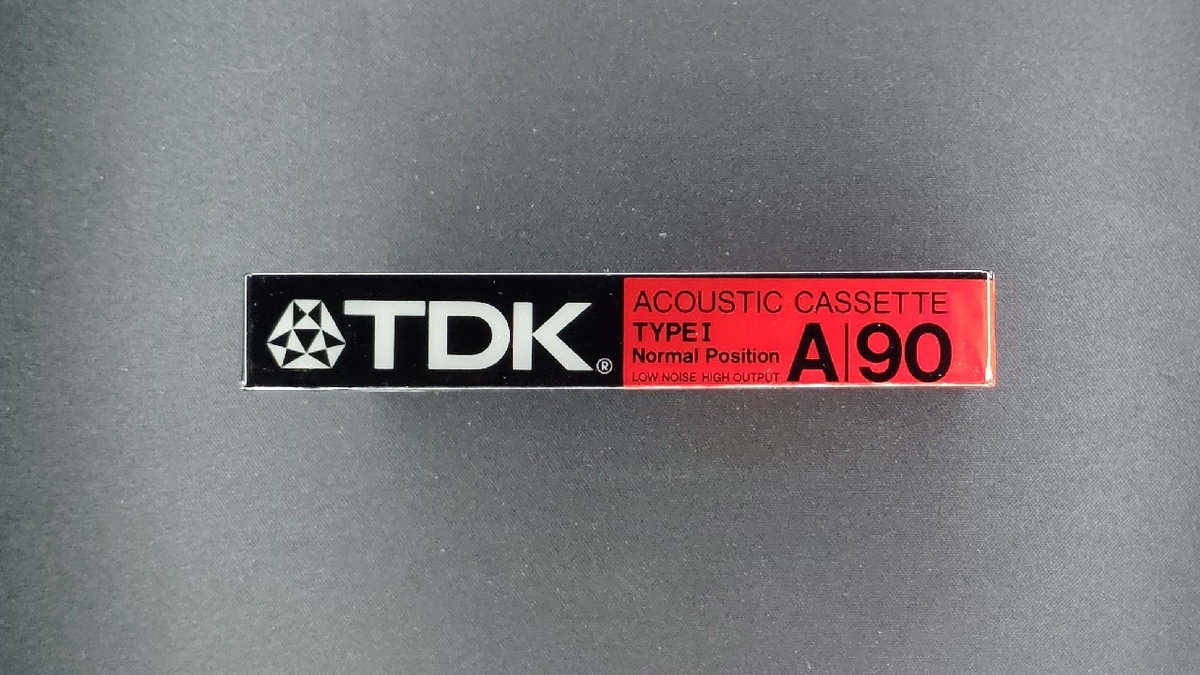 TDK®
ACOUSTIC CASSETTE
TYPE I
Normal Position
LOW NOISE HIGH OUTPUT
A|90